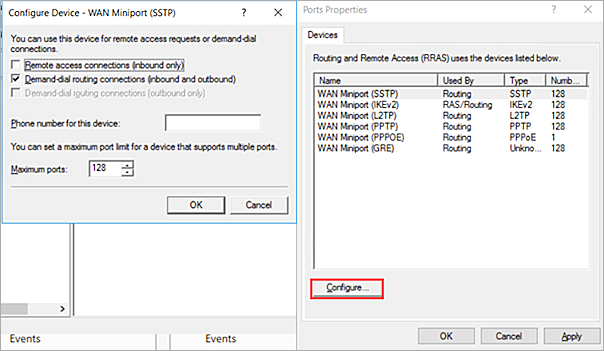 Configure Device - WAN Miniport (SSTP)
You can use this device for remote access requests or demand-dial
connections.
Remote access connections (inbound only)
Demand-dial routing connections (inbound and outbound)
Demand-dial routing connections (outbound only)
Phone number for this device:
You can set a maximum port limit for a device that supports multiple ports.
Maximum ports: 128
OK Cancel
Events Events
Ports Properties
Devices
Routing and Remote Access (RRAS) uses the devices listed below.
Name Used By Type Numb...
WAN Miniport (SSTP) Routing SSTP 128
WAN Miniport (IKEv2) RAS/Routing IKEv2 128
WAN Miniport (L2TP) Routing L2TP 128
WAN Miniport (PPTP) Routing PPTP 128
WAN Miniport (PPPOE) Routing PPPoE 1
WAN Miniport (GRE) Routing Unkno... 128
Configure...
OK Cancel Apply